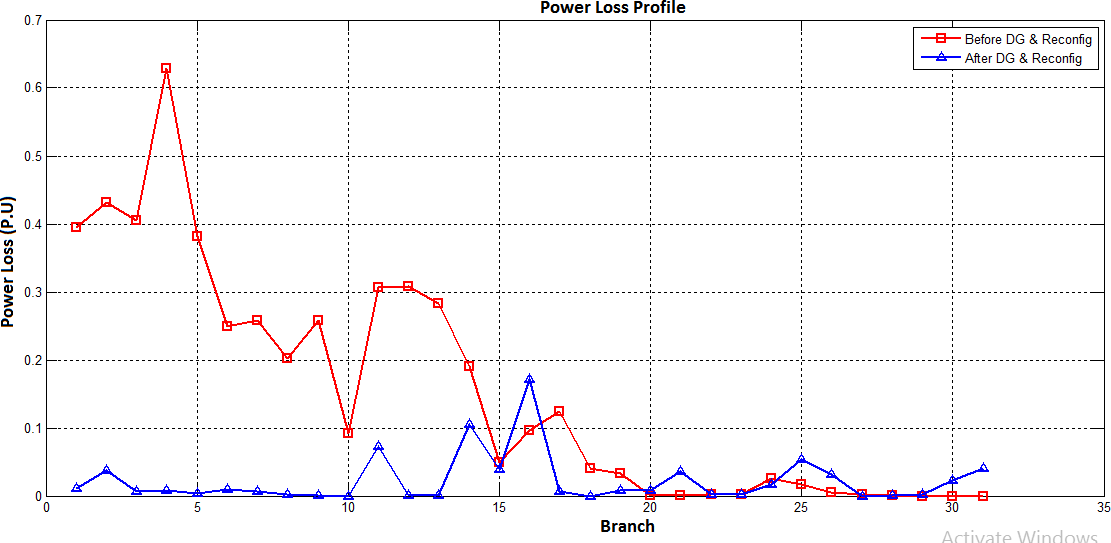 Power Loss Profile
0.7
0.6
0.5
0.4
0.3
0.2
0.1
0
Power Loss (P.U)
Before DG & Reconfig
After DG & Reconfig
0 5 10 15 20 25 30 35
Branch
Activate Windows